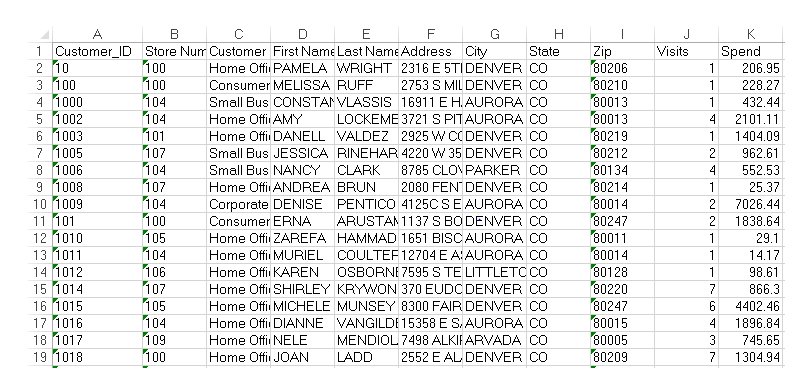 A B C D E F G H I J K
1 Customer_ID Store Num Customer First Name Last Name Address City State Zip Visits Spend
2 10 100 Home Offi PAMELA WRIGHT 2316 E 5TI DENVER CO 80206 1 206.95
3 100 100 Consumer MELISSA RUFF 2753 S MIL DENVER CO 80210 1 228.27
4 1000 104 Small Bus CONSTAN VLASSIS 16911 E H AURORA CO 80013 1 432.44
5 1002 104 Home Offi AMY LOCKEME 3721 S PIT AURORA CO 80013 4 2101.11
6 1003 101 Home Offi DANELL VALDEZ 2925 W CO DENVER CO 80219 1 1404.09
7 1005 107 Small Bus JESSICA RINEHAR 4220 W 35 DENVER CO 80212 2 962.61
8 1006 104 Small Bus NANCY CLARK 8785 CLOV PARKER CO 80134 4 552.53
9 1008 107 Home Offi ANDREA BRUN 2080 FENT DENVER CO 80214 1 25.37
10 1009 104 Corporate DENISE PENTICO 4125C S E AURORA CO 80014 2 7026.44
11 101 100 Consumer ERNA ARUSTAM 1137 S BO DENVER CO 80247 2 1838.64
12 1010 105 Home Offi ZAREFA HAMMAD 1651 BISC AURORA CO 80011 1 29.1
13 1011 104 Home Offi MURIEL COULTER 12704 E A AURORA CO 80014 1 14.17
14 1012 106 Home Offi KAREN OSBORNE 7595 S TE LITTLETO CO 80128 1 98.61
15 1014 107 Home Offi SHIRLEY KRYWON 370 EUDO DENVER CO 80220 7 866.3
16 1015 105 Home Offi MICHELE MUNSEY 8300 FAIR DENVER CO 80247 6 4402.46
17 1016 104 Home Offi DIANNE VANGILDE 15358 E S AURORA CO 80015 4 1896.84
18 1017 109 Home Offi NELE MENDIOL 7498 ALKI ARVADA CO 80005 3 745.65
19 1018 100 Home Offi JOAN LADD 2552 E AL DENVER CO 80209 7 1304.94